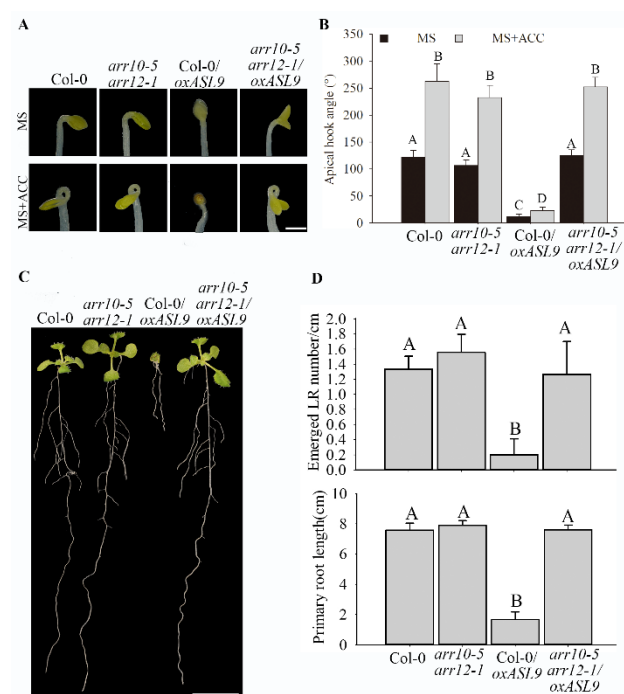 A
Col-0
arr10-5
arr12-1
Col-0/
oxASL9
arr10-5
arr12-1
/oxASL9
MS
MS+ACC
B
MS
MS+ACC
Apical hook angle (°)
350
300
250
200
150
100
50
0
A
B
A
B
C
D
A
B
Col-0
arr10-5
arr12-1
Col-0/
oxASL9
arr10-5
arr12-1/
oxASL9
C
Col-0
arr10-5
arr12-1
Col-0/
oxASL9
arr10-5
arr12-1/
oxASL9
D
Emerged LR number/cm
2.0
1.8
1.6
1.4
1.2
1.0
0.8
0.6
0.4
0.2
0.0
A
A
B
A
Primary root length(cm)
8
6
4
2
0
A
A
B
A
Col-0
arr10-5
arr12-1
Col-0/
oxASL9
arr10-5
arr12-1/
oxASL9